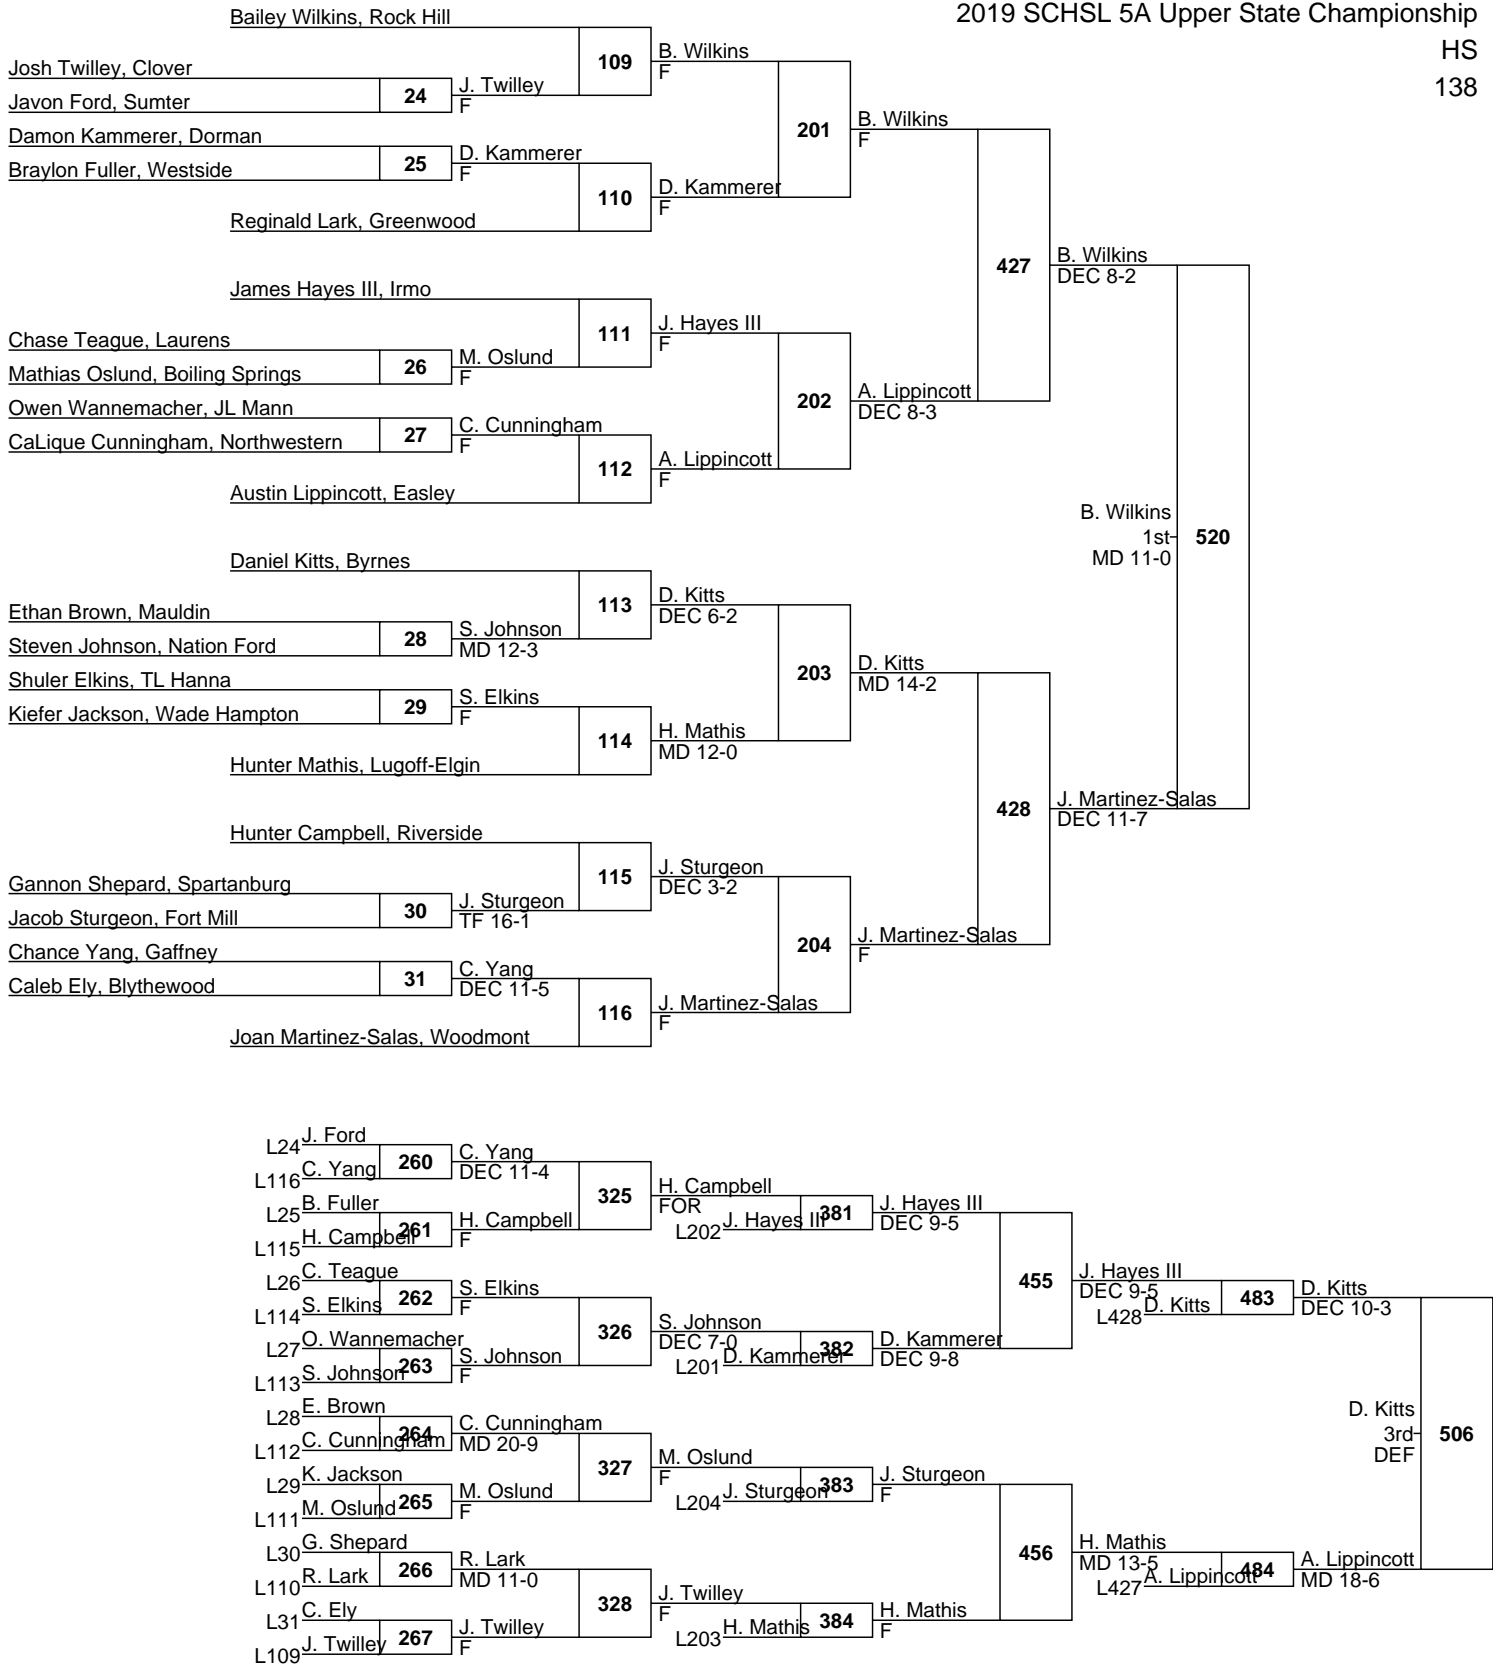 2019 SCHSL 5A Upper State Championship
HS
138
Bailey Wilkins, Rock Hill
109
B. Wilkins
F
Josh Twilley, Clover
24
J. Twilley
F
Javon Ford, Sumter
201
B. Wilkins
F
Damon Kammerer, Dorman
25
D. Kammerer
F
Braylon Fuller, Westside
110
D. Kammerer
F
Reginald Lark, Greenwood
427
B. Wilkins
DEC 8-2
James Hayes III, Irmo
111
J. Hayes III
F
Chase Teague, Laurens
26
M. Oslund
F
Mathias Oslund, Boiling Springs
202
A. Lippincott
DEC 8-3
Owen Wannemacher, JL Mann
27
C. Cunningham
F
CaLique Cunningham, Northwestern
112
A. Lippincott
F
Austin Lippincott, Easley
B. Wilkins
1st
MD 11-0
520
Daniel Kitts, Byrnes
113
D. Kitts
DEC 6-2
Ethan Brown, Mauldin
28
S. Johnson
MD 12-3
Steven Johnson, Nation Ford
203
D. Kitts
MD 14-2
Shuler Elkins, TL Hanna
29
S. Elkins
F
Kiefer Jackson, Wade Hampton
114
H. Mathis
MD 12-0
Hunter Mathis, Lugoff-Elgin
428
J. Martinez-Salas
DEC 11-7
Hunter Campbell, Riverside
115
J. Sturgeon
DEC 3-2
Gannon Shepard, Spartanburg
30
J. Sturgeon
TF 16-1
Jacob Sturgeon, Fort Mill
204
J. Martinez-Salas
F
Chance Yang, Gaffney
31
C. Yang
DEC 11-5
Caleb Ely, Blythewood
116
J. Martinez-Salas
F
Joan Martinez-Salas, Woodmont
L24 J. Ford
260
C. Yang
DEC 11-4
L116 C. Yang
325
H. Campbell
FOR
L25 B. Fuller
261
H. Campbell
F
L115 H. Campbell
L202 J. Hayes III
381
J. Hayes III
DEC 9-5
L26 C. Teague
262
S. Elkins
F
L114 S. Elkins
455
J. Hayes III
DEC 9-5
L428 D. Kitts
483
D. Kitts
DEC 10-3
326
S. Johnson
DEC 7-0
L27 O. Wannemacher
263
S. Johnson
F
L113 S. Johnson
L201 D. Kammerer
382
D. Kammerer
DEC 9-8
L28 E. Brown
264
C. Cunningham
MD 20-9
L112 C. Cunningham
D. Kitts
3rd
DEF
506
327
M. Oslund
F
L29 K. Jackson
265
M. Oslund
F
L111 M. Oslund
L204 J. Sturgeon
383
J. Sturgeon
F
L30 G. Shepard
266
R. Lark
MD 11-0
L110 R. Lark
456
H. Mathis
MD 13-5
L427 A. Lippincott
484
A. Lippincott
MD 18-6
328
J. Twilley
F
L31 C. Ely
267
J. Twilley
F
L109 J. Twilley
L203 H. Mathis
384
H. Mathis
F